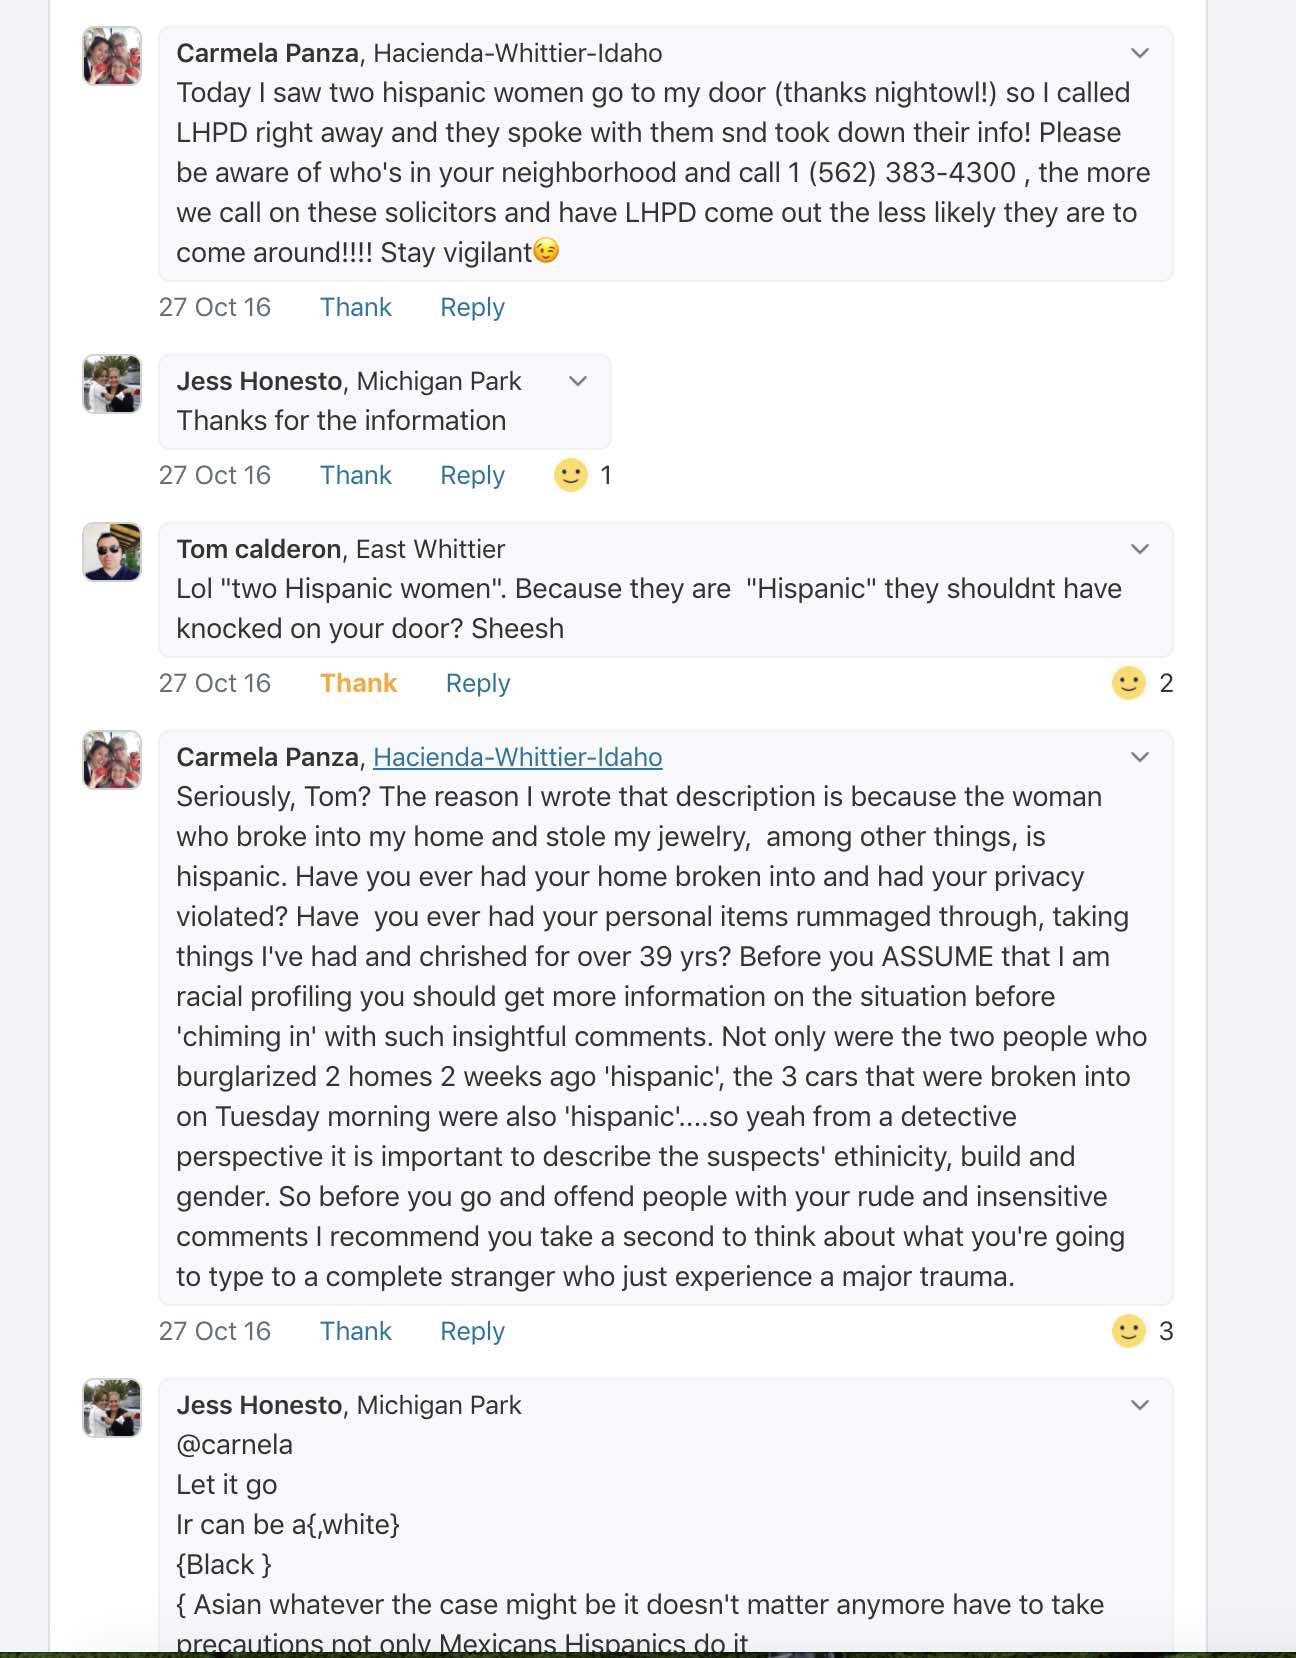 Carmela Panza, Hacienda-Whittier-Idaho
Today I saw two hispanic women go to my door (thanks nightowl!) so I called
LHPD right away and they spoke with them snd took down their info! Please
be aware of who's in your neighborhood and call 1 (562) 383-4300 , the more
we call on these solicitors and have LHPD come out the less likely they are to
come around!!!! Stay vigilant😉
27 Oct 16 Thank Reply
Jess Honesto, Michigan Park
Thanks for the information
27 Oct 16 Thank Reply 🙂 1
Tom calderon, East Whittier
Lol "two Hispanic women". Because they are  "Hispanic" they shouldnt have
knocked on your door? Sheesh
27 Oct 16 Thank Reply 🙂 2
Carmela Panza, Hacienda-Whittier-Idaho
Seriously, Tom? The reason I wrote that description is because the woman
who broke into my home and stole my jewelry,  among other things, is
hispanic. Have you ever had your home broken into and had your privacy
violated? Have  you ever had your personal items rummaged through, taking
things I've had and chrished for over 39 yrs? Before you ASSUME that I am
racial profiling you should get more information on the situation before
'chiming in' with such insightful comments. Not only were the two people who
burglarized 2 homes 2 weeks ago 'hispanic', the 3 cars that were broken into
on Tuesday morning were also 'hispanic'....so yeah from a detective
perspective it is important to describe the suspects' ethinicity, build and
gender. So before you go and offend people with your rude and insensitive
comments I recommend you take a second to think about what you're going
to type to a complete stranger who just experience a major trauma.
27 Oct 16 Thank Reply 🙂 3
Jess Honesto, Michigan Park
@carnela
Let it go
Ir can be a{,white}
{Black }
{ Asian whatever the case might be it doesn't matter anymore have to take
precautions not only Mexicans Hispanics do it